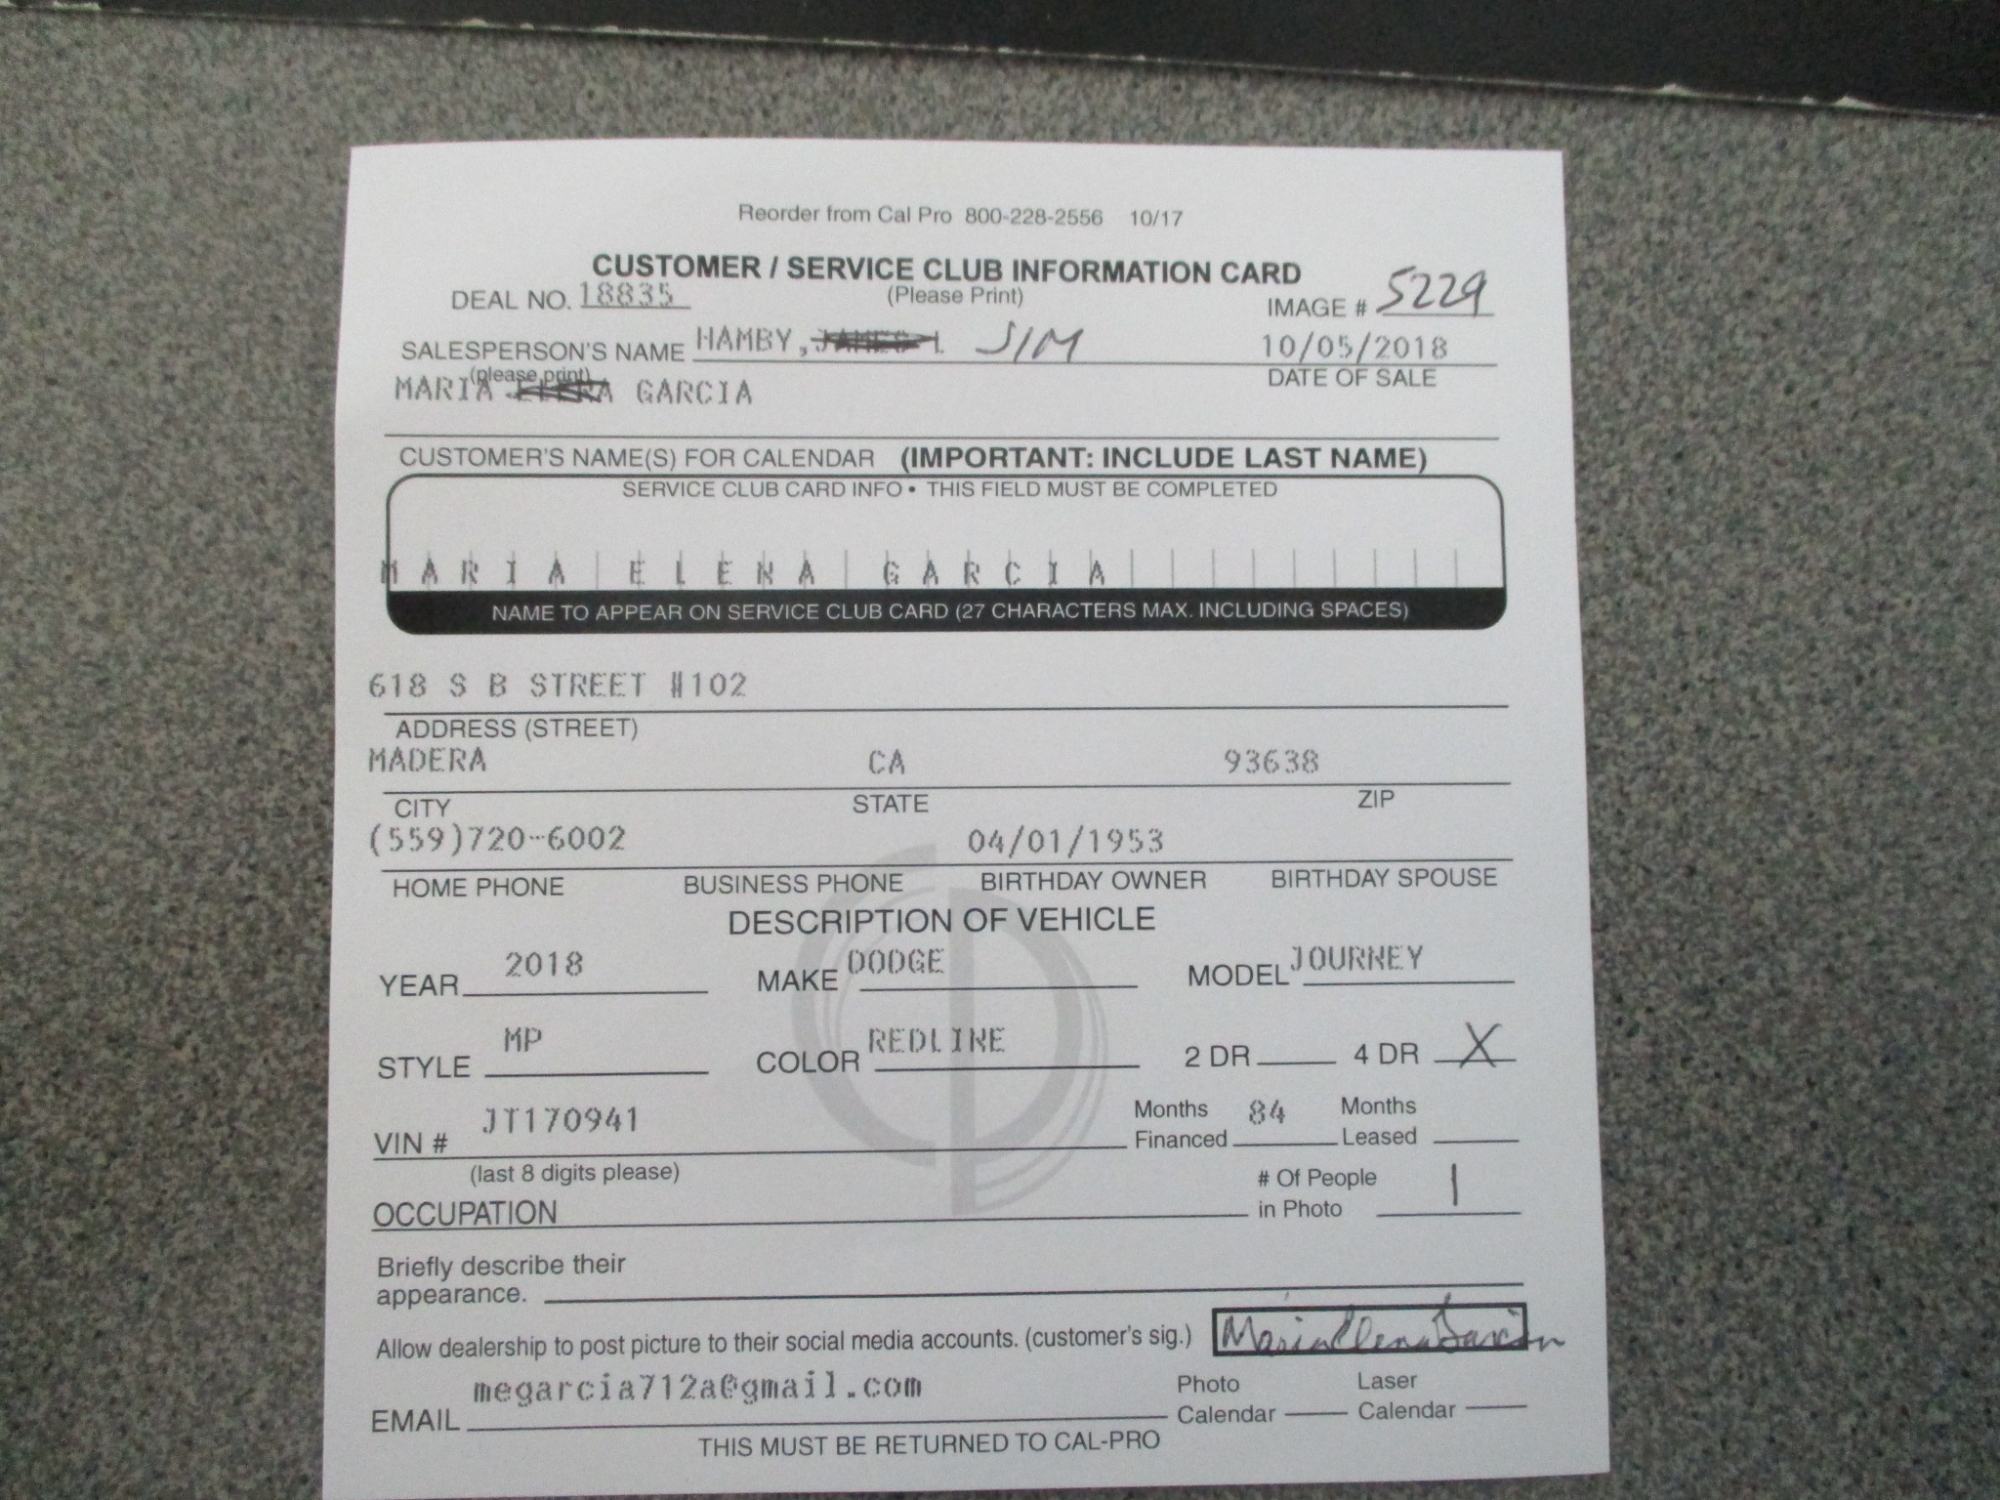 Reorder from Cal Pro 800-228-2556 10/17
CUSTOMER / SERVICE CLUB INFORMATION CARD
DEAL NO. 18835 (Please Print) IMAGE # 5229
SALESPERSON'S NAME HAMBY, JAMES L JIM 10/05/2018
(please print) DATE OF SALE
MARIA ELENA GARCIA
CUSTOMER'S NAME(S) FOR CALENDAR (IMPORTANT: INCLUDE LAST NAME)
SERVICE CLUB CARD INFO • THIS FIELD MUST BE COMPLETED
MARIA ELENA GARCIA
NAME TO APPEAR ON SERVICE CLUB CARD (27 CHARACTERS MAX. INCLUDING SPACES)
618 S B STREET #102
ADDRESS (STREET)
MADERA CA 93638
CITY STATE ZIP
(559)720-6002 04/01/1953
HOME PHONE BUSINESS PHONE BIRTHDAY OWNER BIRTHDAY SPOUSE
DESCRIPTION OF VEHICLE
YEAR 2018 MAKE DODGE MODEL JOURNEY
STYLE MP COLOR REDLINE 2 DR 4 DR X
VIN # JT170941 Months Financed 84 Months Leased
(last 8 digits please)
OCCUPATION # Of People in Photo 1
Briefly describe their
appearance.
Allow dealership to post picture to their social media accounts. (customer's sig.) Maria Elena Garcia
EMAIL megarcia712a@gmail.com Photo Calendar Laser Calendar
THIS MUST BE RETURNED TO CAL-PRO